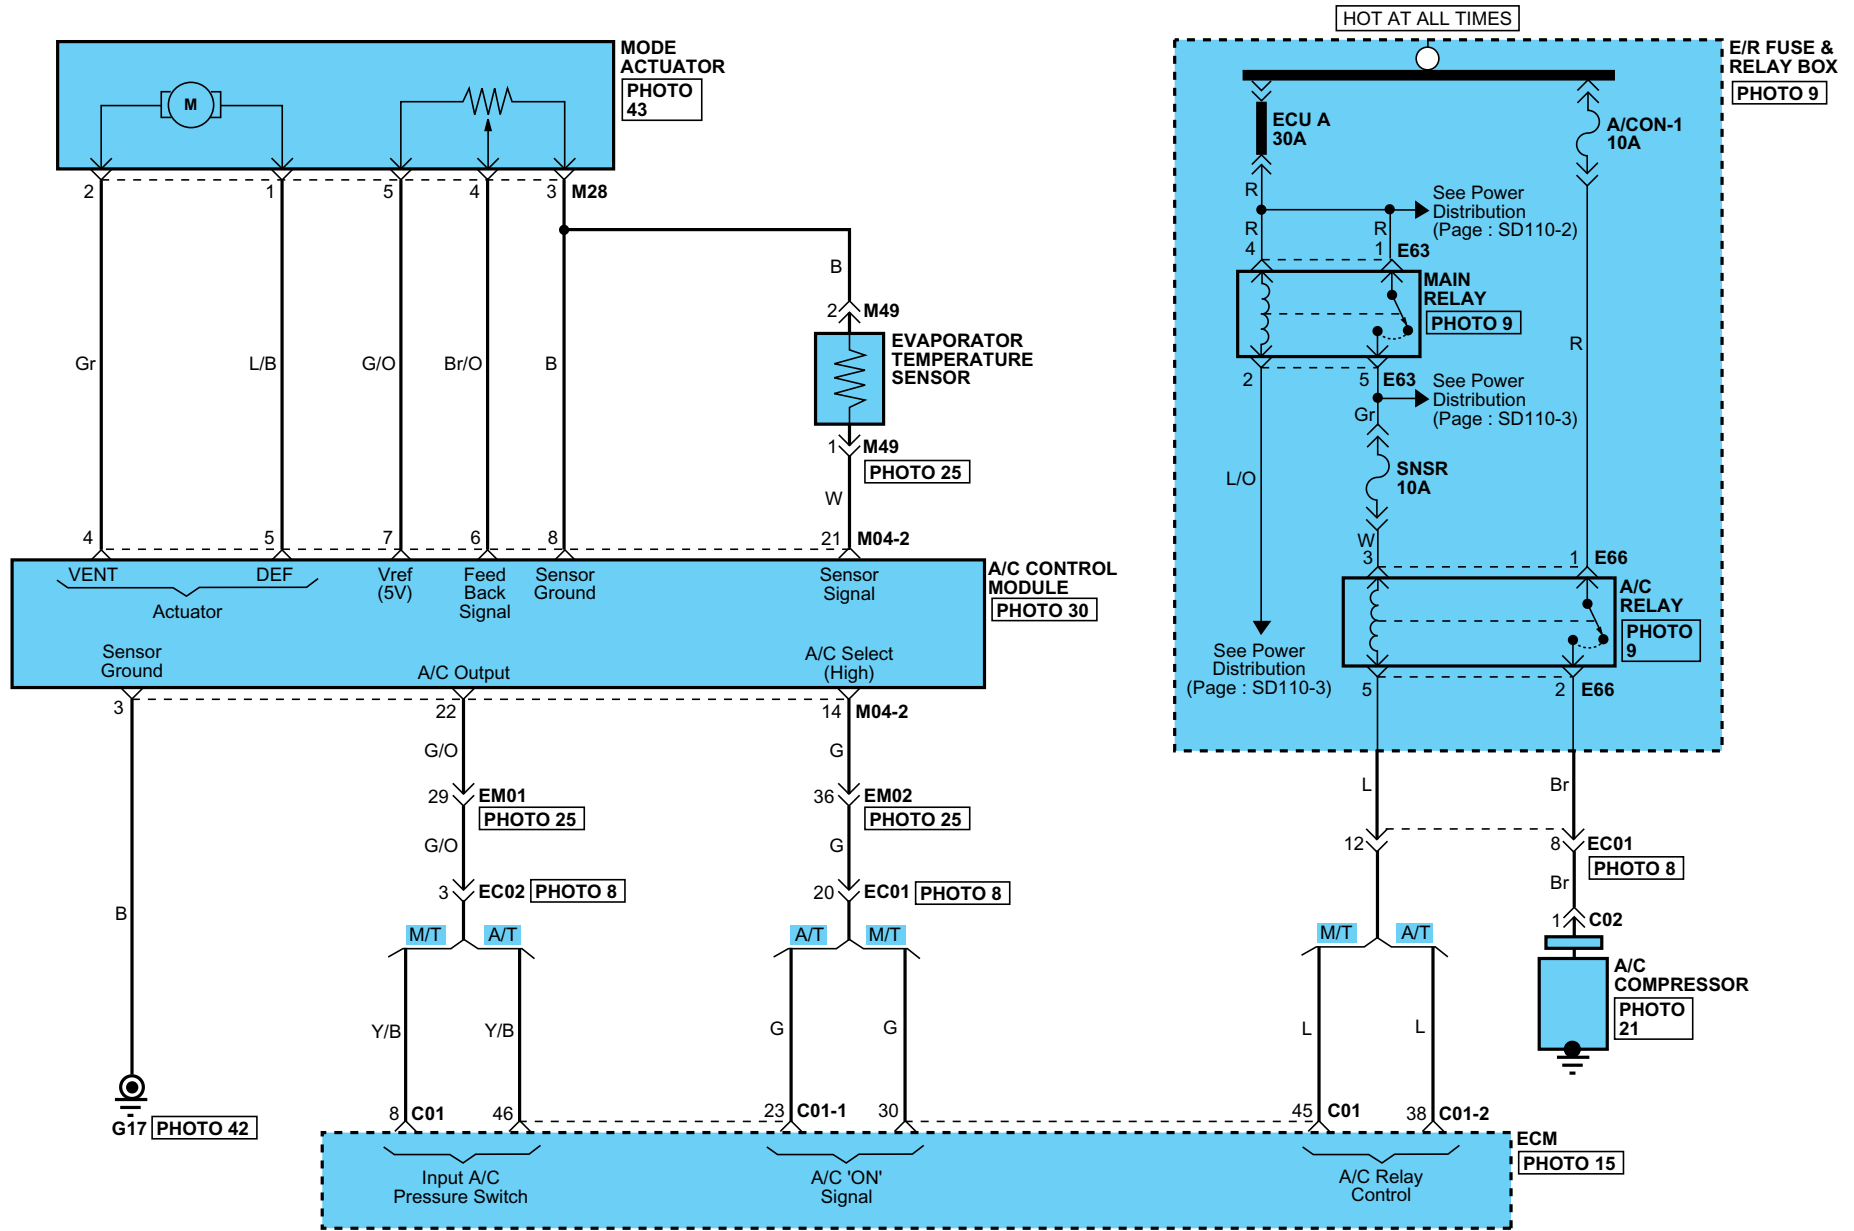 HOT AT ALL TIMES
MODE
ACTUATOR
PHOTO
43
M
2
1
5
4
3
M28
Gr
L/B
G/O
Br/O
B
B
2
M49
EVAPORATOR
TEMPERATURE
SENSOR
1
M49
PHOTO 25
W
4
5
7
6
8
21
M04-2
VENT
DEF
Actuator
Vref
(5V)
Feed
Back
Signal
Sensor
Ground
Sensor
Signal
A/C CONTROL
MODULE
PHOTO 30
Sensor
Ground
A/C Output
A/C Select
(High)
3
22
14
M04-2
G/O
G
29
EM01
PHOTO 25
36
EM02
PHOTO 25
G/O
G
3
EC02
PHOTO 8
20
EC01
PHOTO 8
B
M/T
A/T
A/T
M/T
Y/B
Y/B
G
G
G17
PHOTO 42
8
C01
46
23
C01-1
30
45
C01
38
C01-2
Input A/C
Pressure Switch
A/C 'ON'
Signal
A/C Relay
Control
ECM
PHOTO 15
E/R FUSE &
RELAY BOX
PHOTO 9
ECU A
30A
A/CON-1
10A
R
See Power
Distribution
(Page : SD110-2)
R
R
4
1
E63
MAIN
RELAY
PHOTO 9
R
2
5
E63
See Power
Distribution
(Page : SD110-3)
Gr
SNSR
10A
L/O
W
3
1
E66
A/C
RELAY
PHOTO
9
See Power
Distribution
(Page : SD110-3)
5
2
E66
L
Br
12
8
EC01
PHOTO 8
Br
1
C02
M/T
A/T
A/C
COMPRESSOR
PHOTO
21
L
L